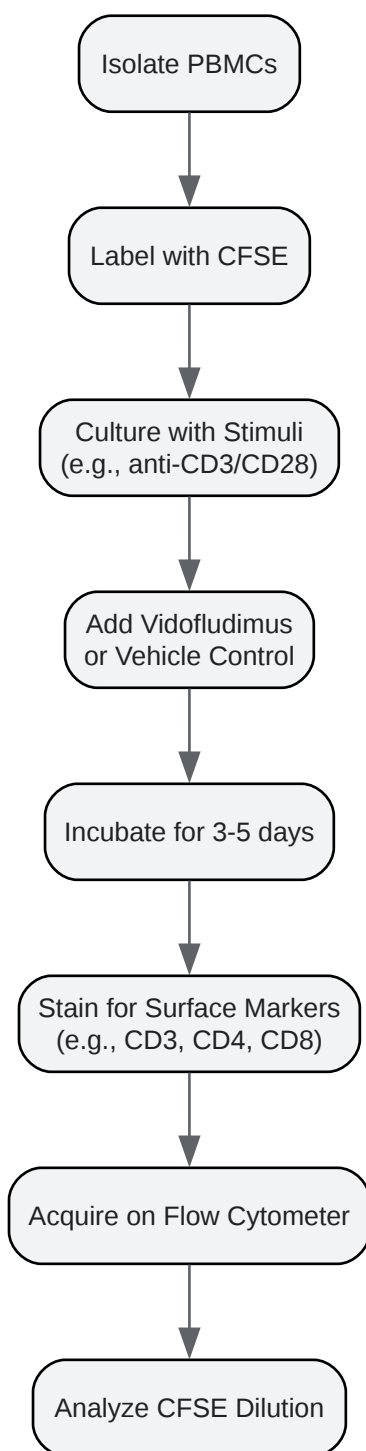 Isolate PBMCs
Label with CFSE
Culture with Stimuli
(e.g., anti-CD3/CD28)
Add Vidofludimus
or Vehicle Control
Incubate for 3-5 days
Stain for Surface Markers
(e.g., CD3, CD4, CD8)
Acquire on Flow Cytometer
Analyze CFSE Dilution